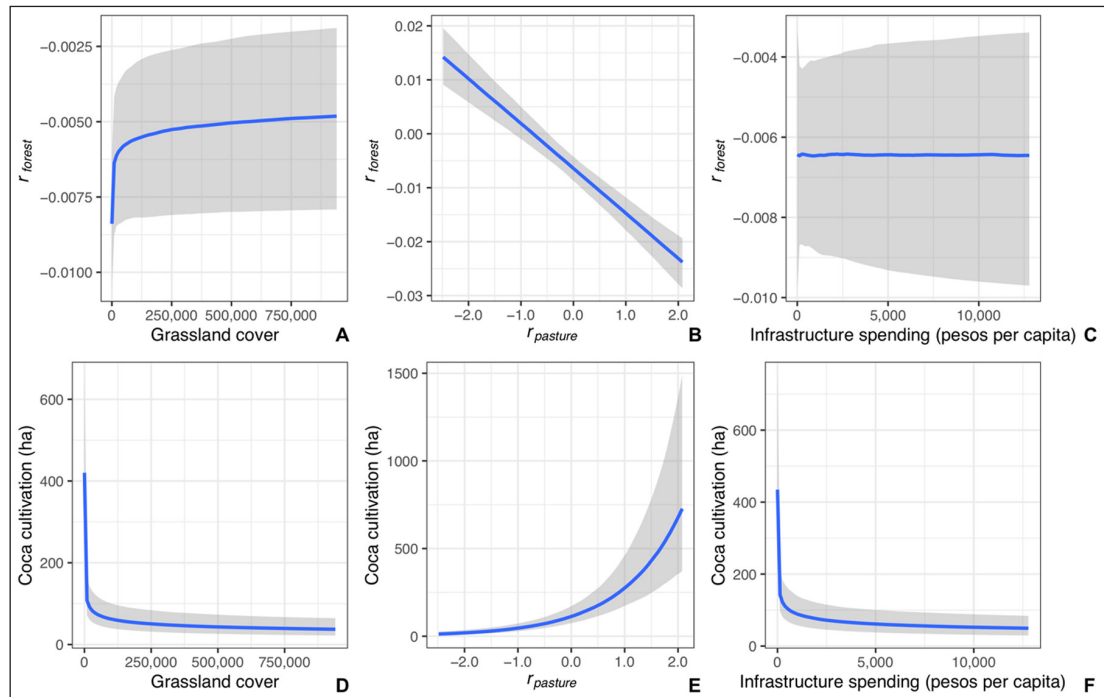 r forest
−0.0025
−0.0050
−0.0075
−0.0100
0
250,000
500,000
750,000
Grassland cover
A
r forest
0.02
0.01
0.00
−0.01
−0.02
−0.03
−2.0
−1.0
0.0
1.0
2.0
r pasture
B
r forest
−0.004
−0.006
−0.008
−0.010
0
5,000
10,000
Infrastructure spending (pesos per capita)
C
Coca cultivation (ha)
600
400
200
0
0
250,000
500,000
750,000
Grassland cover
D
Coca cultivation (ha)
1500
1000
500
250
0
−2.0
−1.0
0.0
1.0
2.0
r pasture
E
Coca cultivation (ha)
600
400
200
0
0
5,000
10,000
Infrastructure spending (pesos per capita)
F